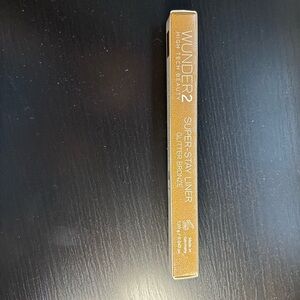 WUNDER2
HIGH TECH BEAUTY
SUPER-STAY LINER
GLITTER BRONZE